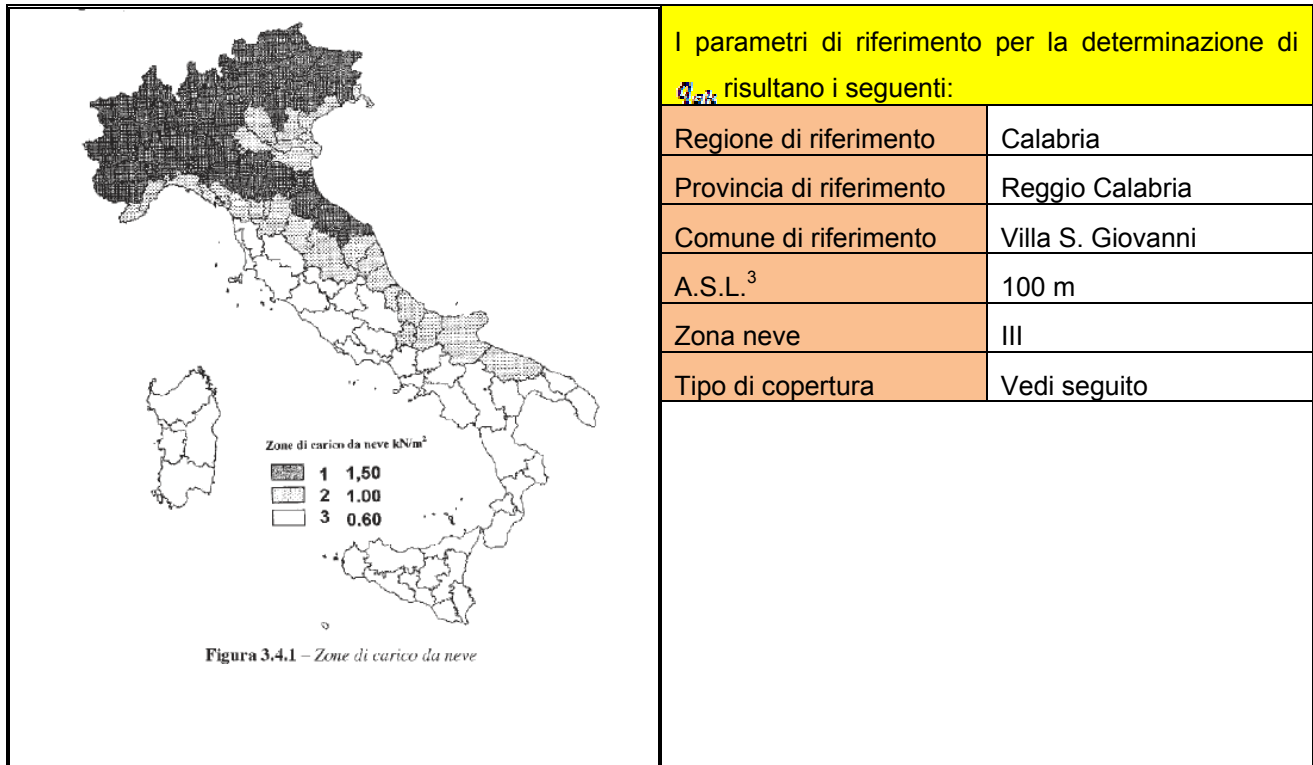 Zone di carico da neve kN/m²
1 1,50
2 1.00
3 0.60
Figura 3.4.1 – Zone di carico da neve
I parametri di riferimento per la determinazione di
risultano i seguenti:
Regione di riferimento Calabria
Provincia di riferimento Reggio Calabria
Comune di riferimento Villa S. Giovanni
A.S.L.³ 100 m
Zona neve III
Tipo di copertura Vedi seguito